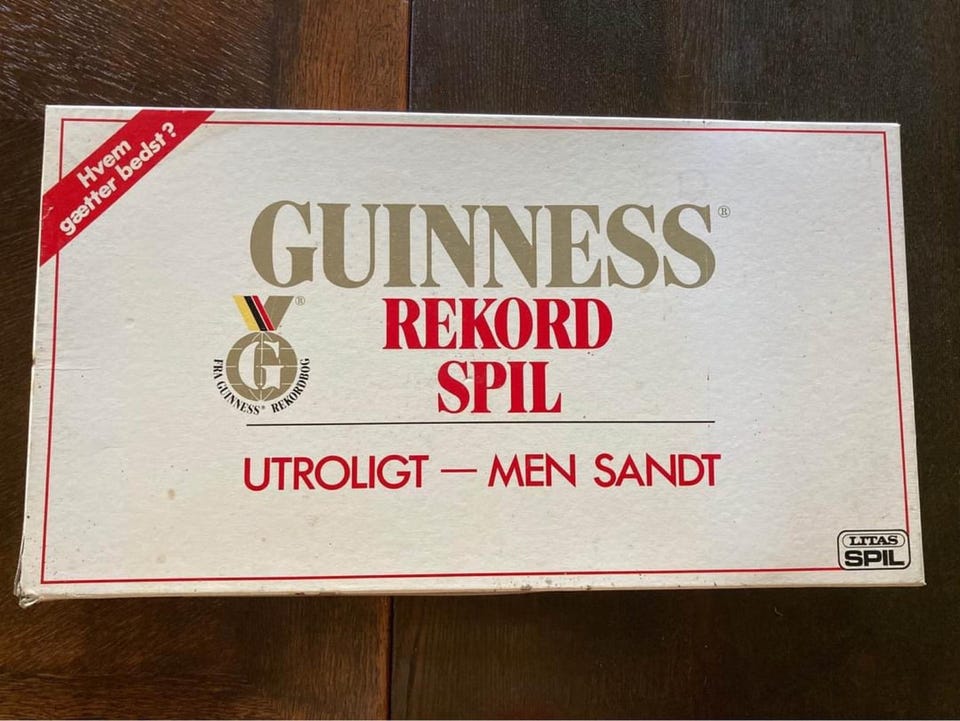 Hvem
gætter bedst?
GUINNESS®
REKORD
SPIL
®
G
FRA GUINNESS® REKORDBOG
UTROLIGT — MEN SANDT
LITAS
SPIL